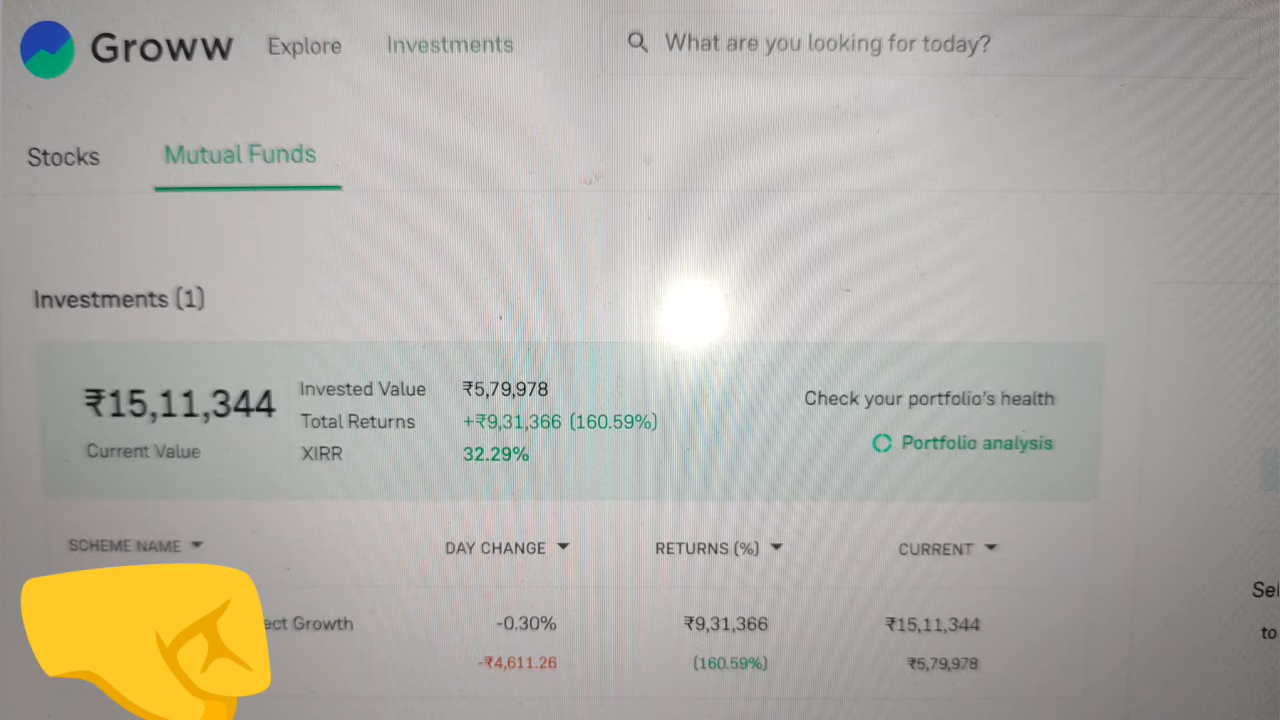 Groww Explore Investments What are you looking for today?
Stocks Mutual Funds
Investments (1)
₹15,11,344
Current Value
Invested Value ₹5,79,978
Total Returns +₹9,31,366 (160.59%)
XIRR 32.29%
Check your portfolio's health
Portfolio analysis
SCHEME NAME DAY CHANGE RETURNS (%) CURRENT
ect Growth -0.30% ₹9,31,366 ₹15,11,344
-₹4,611.26 (160.59%) ₹5,79,978
Sel
to